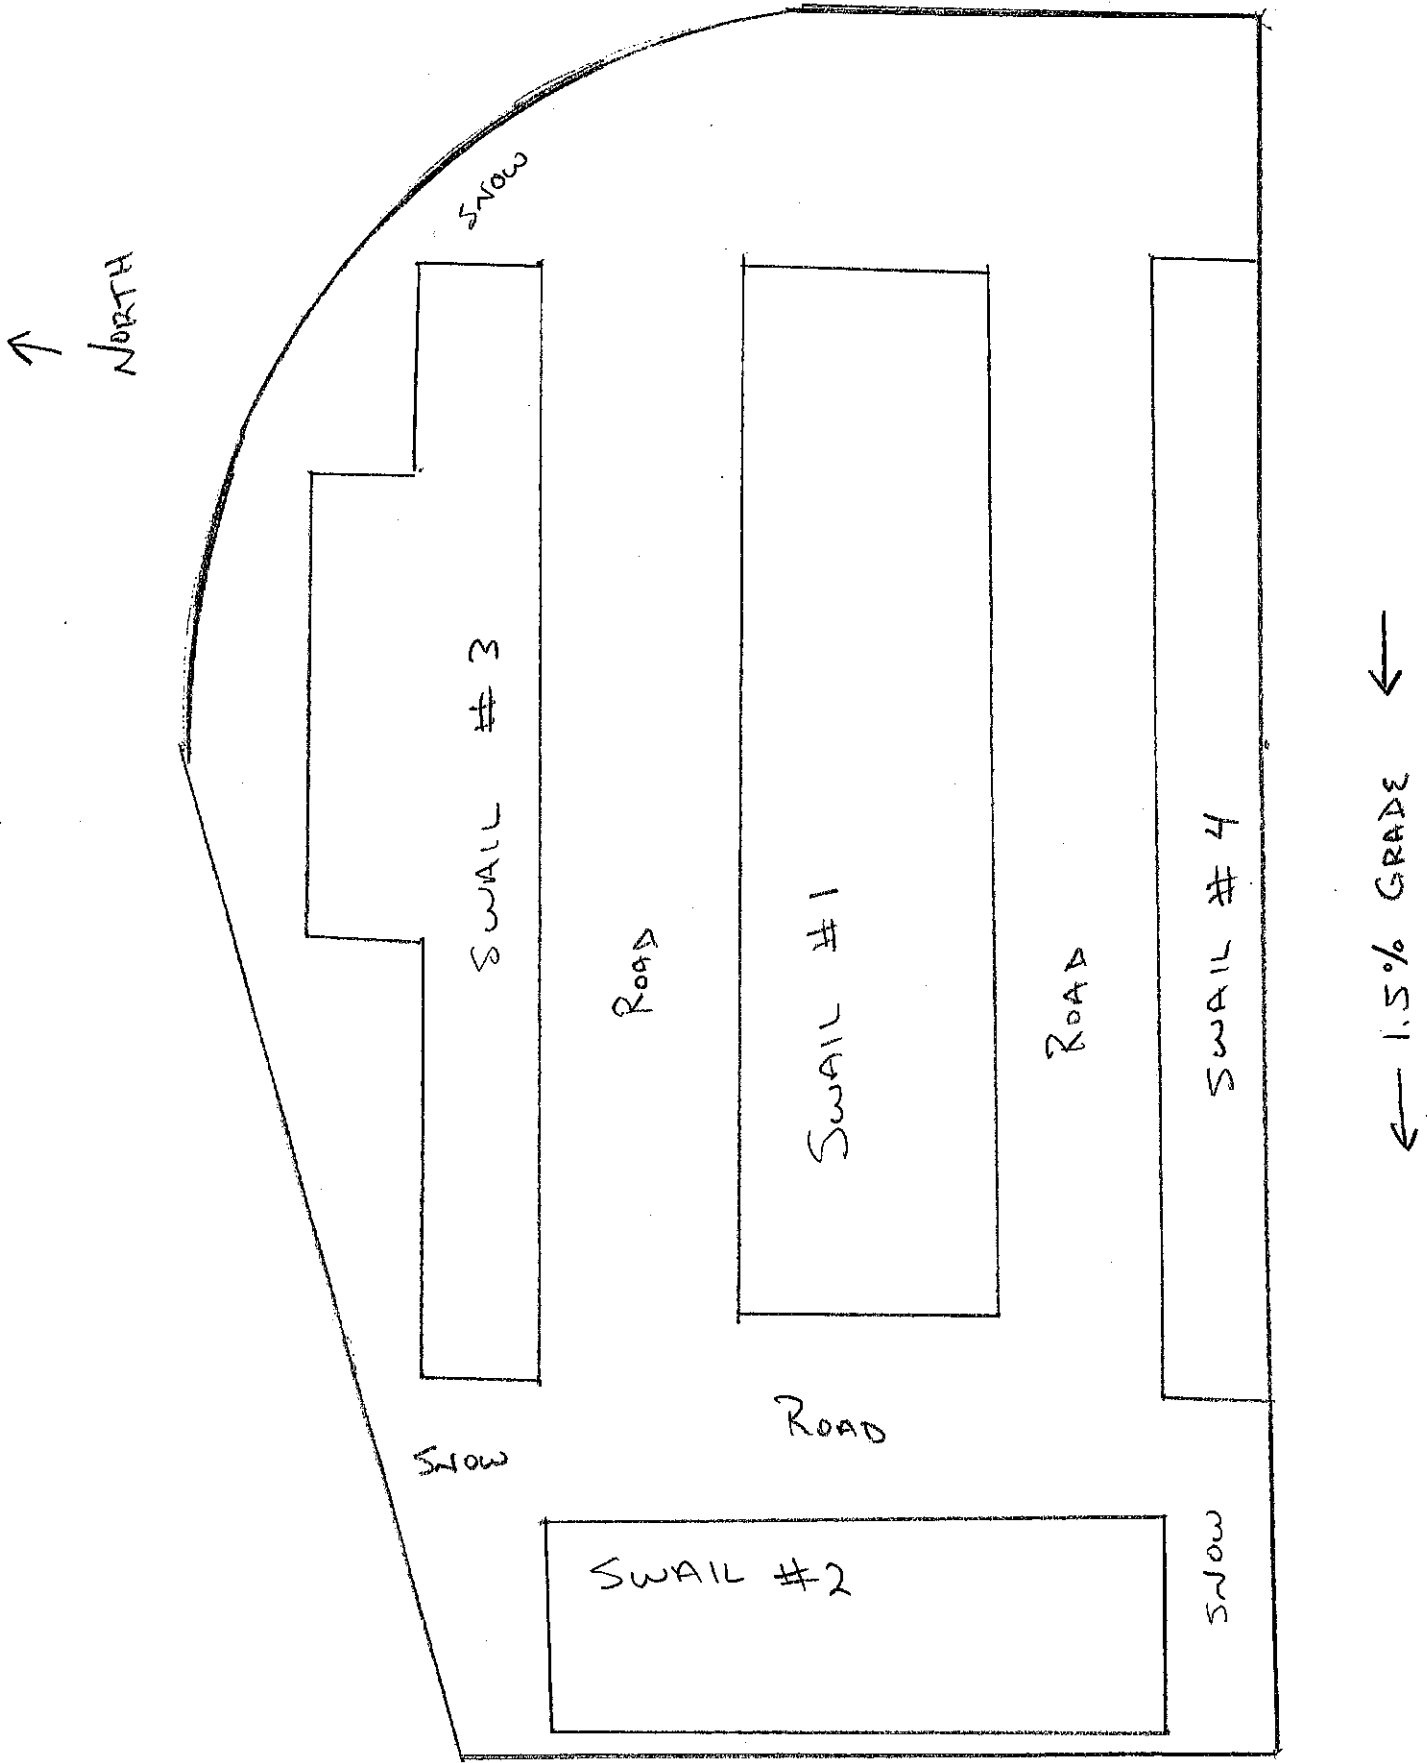 NORTH
SNOW
SWAIL # 3
ROAD
SWAIL #1
ROAD
SWAIL # 4
1.5% GRADE
ROAD
SNOW
SWAIL #2
SNOW